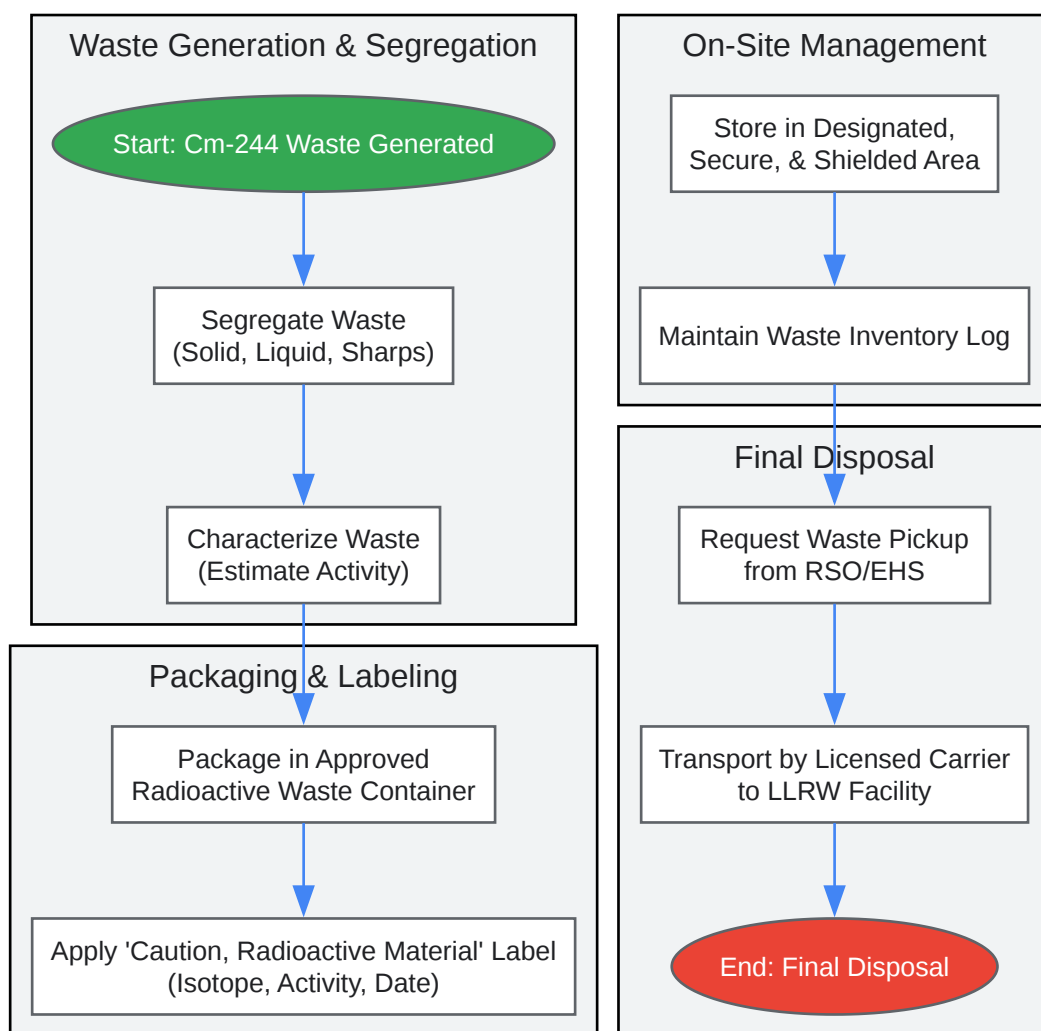 Waste Generation & Segregation
Start: Cm-244 Waste Generated
Segregate Waste
(Solid, Liquid, Sharps)
Characterize Waste
(Estimate Activity)
Packaging & Labeling
Package in Approved
Radioactive Waste Container
Apply 'Caution, Radioactive Material' Label
(Isotope, Activity, Date)
On-Site Management
Store in Designated,
Secure, & Shielded Area
Maintain Waste Inventory Log
Final Disposal
Request Waste Pickup
from RSO/EHS
Transport by Licensed Carrier
to LLRW Facility
End: Final Disposal